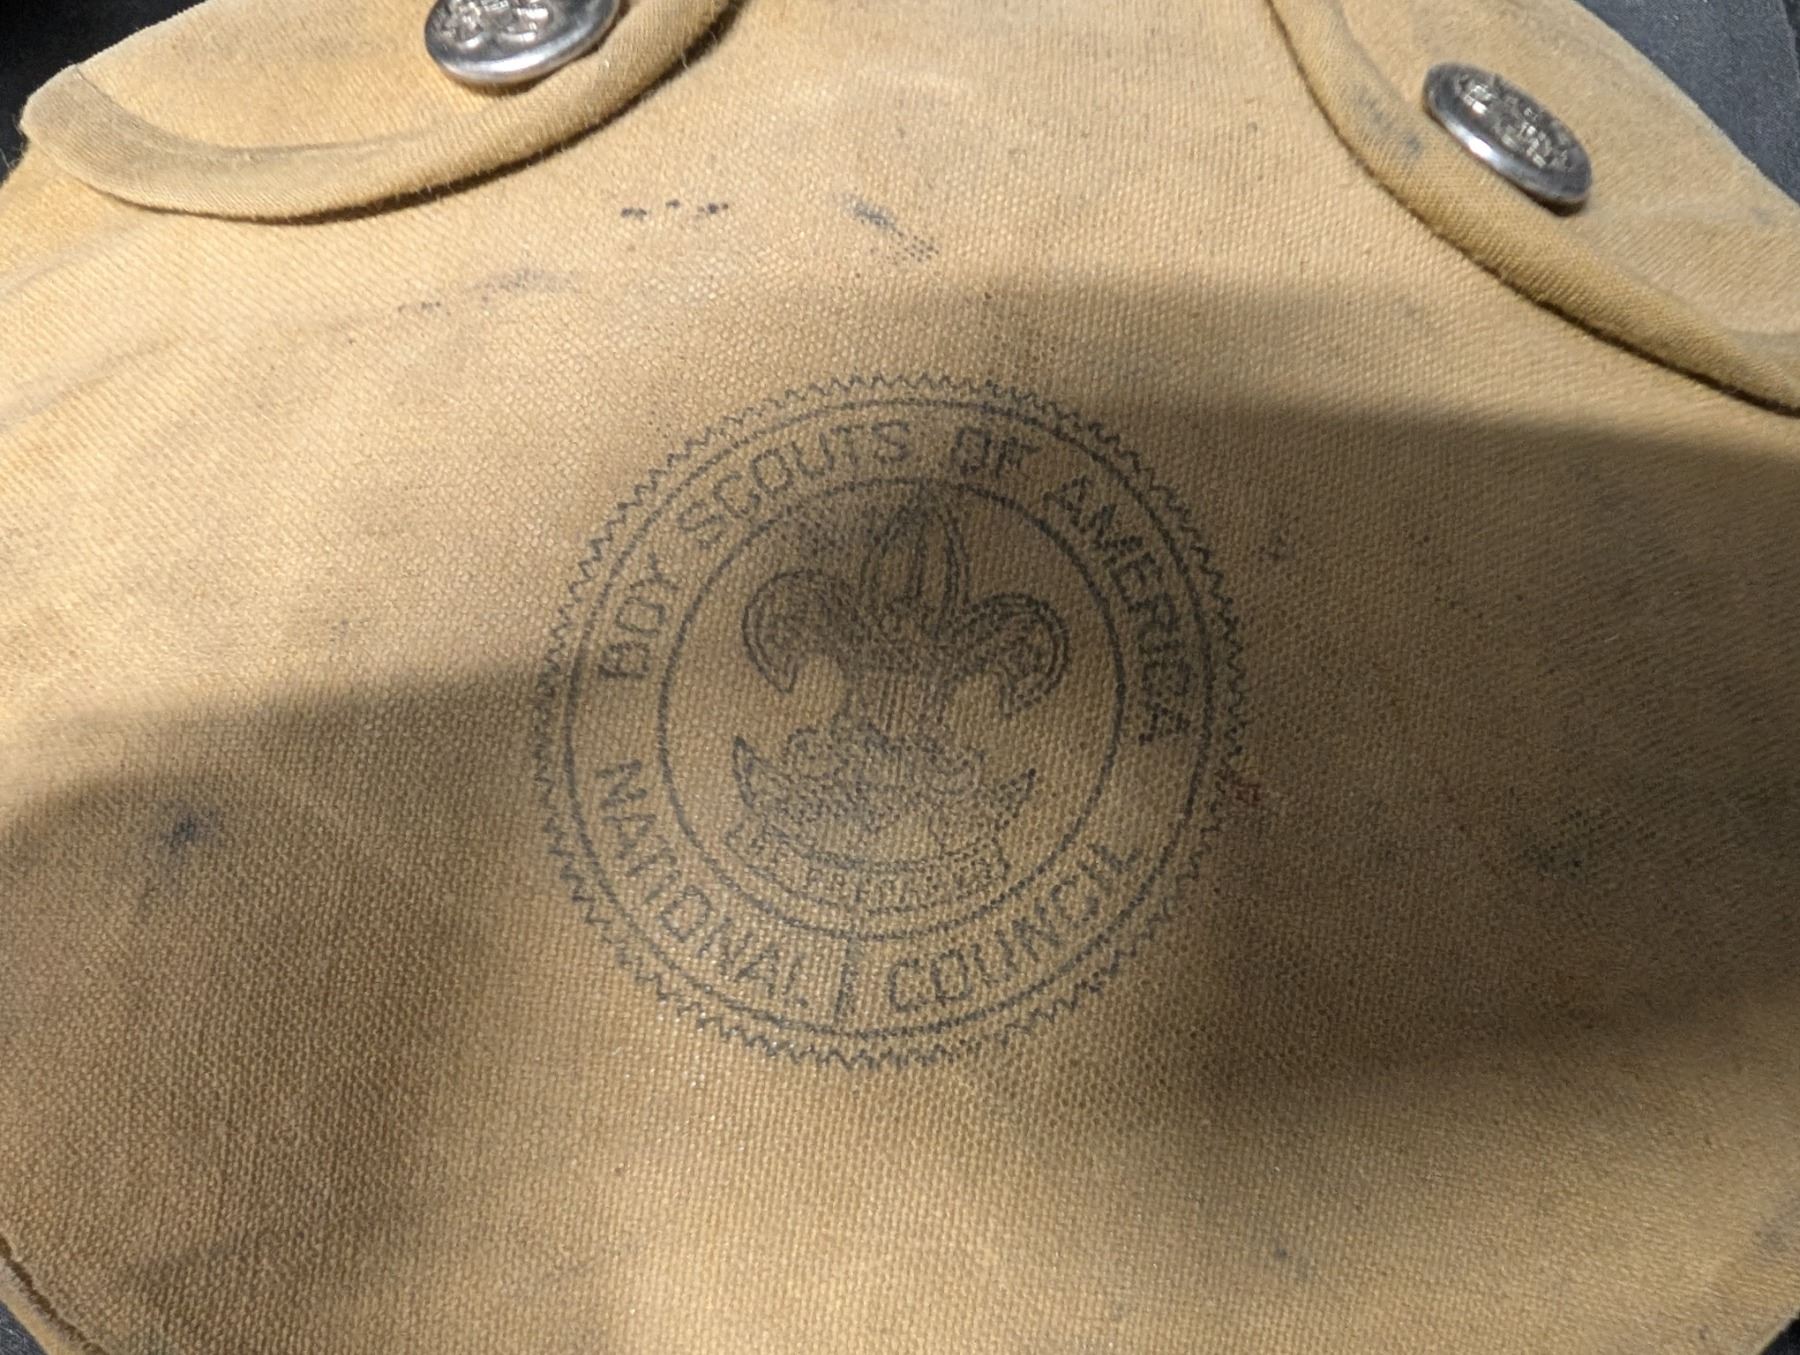 BOY SCOUTS OF AMERICA
NATIONAL COUNCIL